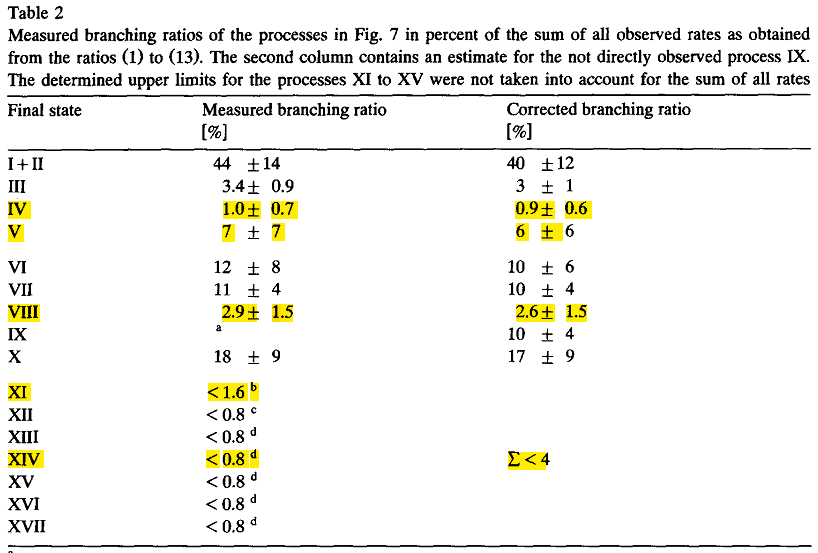 Table 2
Measured branching ratios of the processes in Fig. 7 in percent of the sum of all observed rates as obtained
from the ratios (1) to (13). The second column contains an estimate for the not directly observed process IX.
The determined upper limits for the processes XI to XV were not taken into account for the sum of all rates
Final state Measured branching ratio Corrected branching ratio
[%] [%]
I + II 44 ± 14 40 ± 12
III 3.4 ± 0.9 3 ± 1
IV 1.0 ± 0.7 0.9 ± 0.6
V 7 ± 7 6 ± 6
VI 12 ± 8 10 ± 6
VII 11 ± 4 10 ± 4
VIII 2.9 ± 1.5 2.6 ± 1.5
IX a 10 ± 4
X 18 ± 9 17 ± 9
XI < 1.6 b
XII < 0.8 c
XIII < 0.8 d
XIV < 0.8 d Σ < 4
XV < 0.8 d
XVI < 0.8 d
XVII < 0.8 d